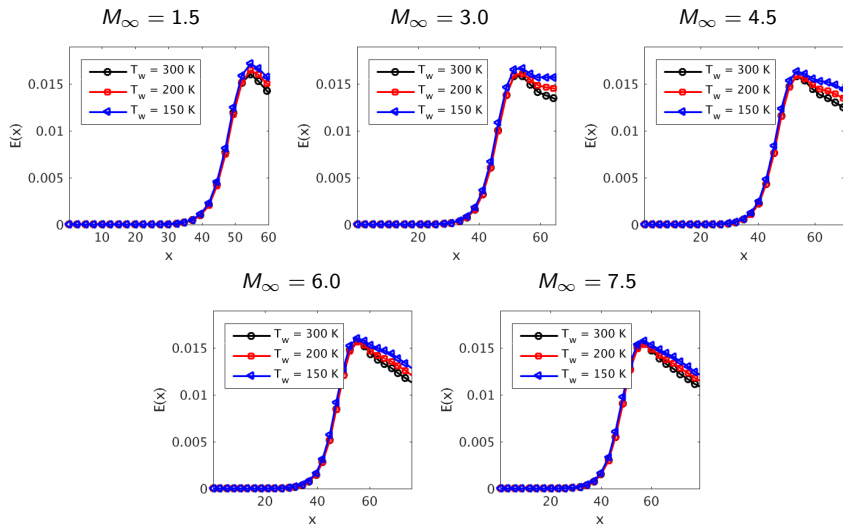 M∞ = 1.5
M∞ = 3.0
M∞ = 4.5
T_w = 300 K
T_w = 200 K
T_w = 150 K
0.015
0.01
0.005
0
E(x)
10 20 30 40 50 60
x
T_w = 300 K
T_w = 200 K
T_w = 150 K
0.015
0.01
0.005
0
E(x)
20 40 60
x
T_w = 300 K
T_w = 200 K
T_w = 150 K
0.015
0.01
0.005
0
E(x)
20 40 60
x
M∞ = 6.0
M∞ = 7.5
T_w = 300 K
T_w = 200 K
T_w = 150 K
0.015
0.01
0.005
0
E(x)
20 40 60
x
T_w = 300 K
T_w = 200 K
T_w = 150 K
0.015
0.01
0.005
0
E(x)
20 40 60
x